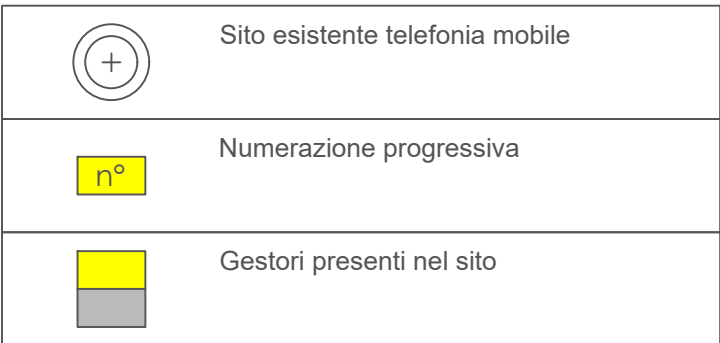 Sito esistente telefonia mobile
Numerazione progressiva
n°
Gestori presenti nel sito